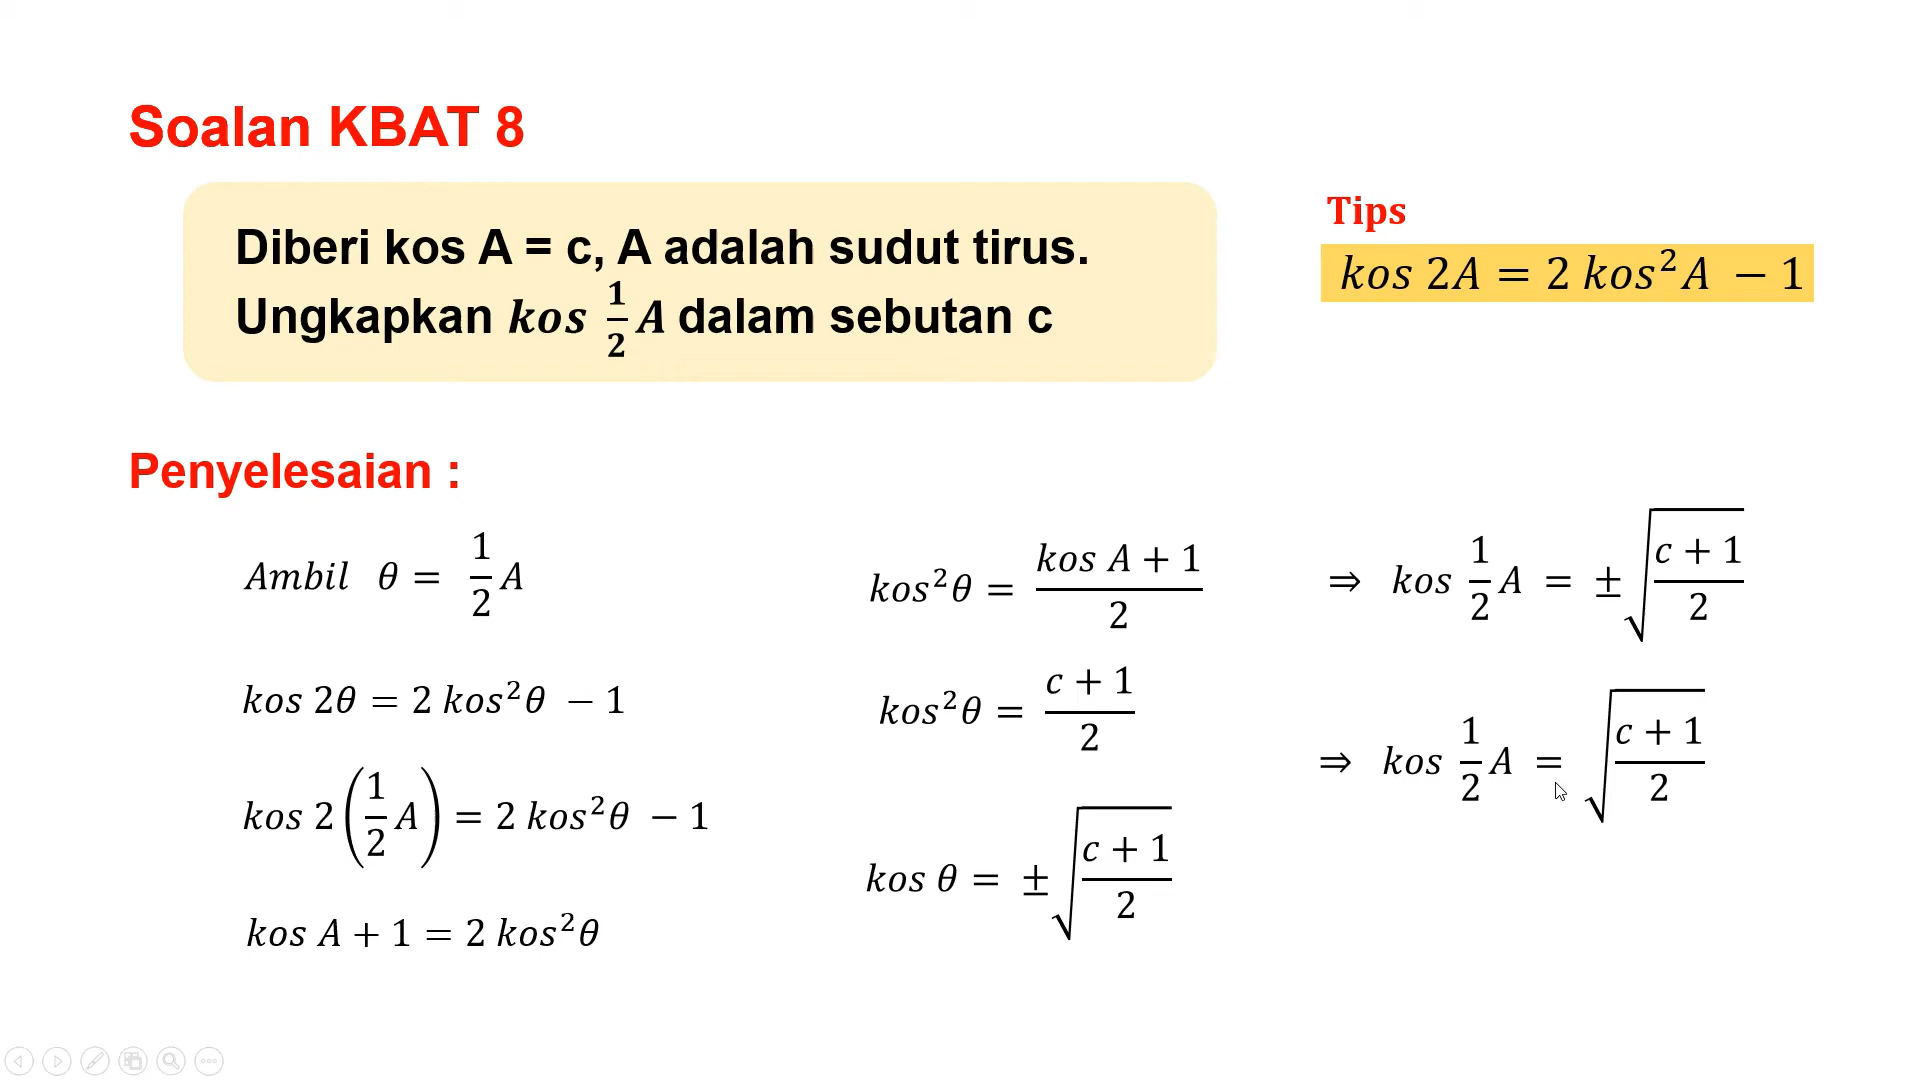 Soalan KBAT 8
Diberi kos A = c, A adalah sudut tirus.
Ungkapkan kos 1/2 A dalam sebutan c
Tips
kos 2A = 2 kos²A − 1
Penyelesaian :
Ambil θ = 1/2 A
kos 2θ = 2 kos²θ − 1
kos 2(1/2 A) = 2 kos²θ − 1
kos A + 1 = 2 kos²θ
kos²θ = (kos A + 1)/2
kos²θ = (c + 1)/2
kos θ = ±√((c + 1)/2)
⇒ kos 1/2 A = ±√((c + 1)/2)
⇒ kos 1/2 A = √((c + 1)/2)